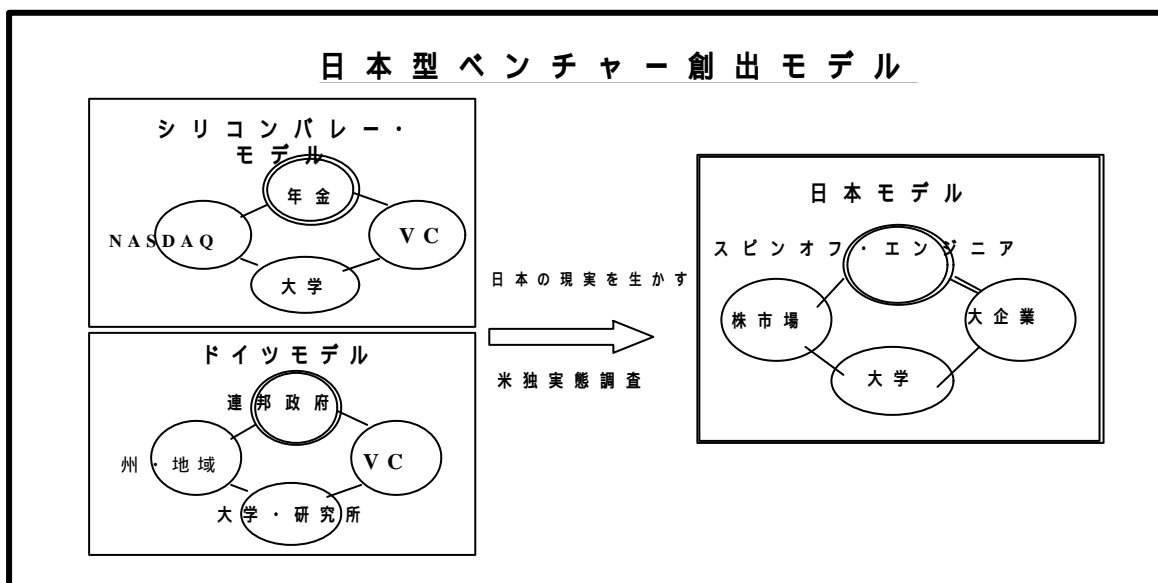 日本型ベンチャー創出モデル
シリコンバレー・
モデル
年金
NASDAQ
VC
大学
ドイツモデル
連邦政府
州・地域
VC
大学・研究所
日本の現実を生かす
米独実態調査
日本モデル
スピンオフ・エンジニア
株市場
大企業
大学